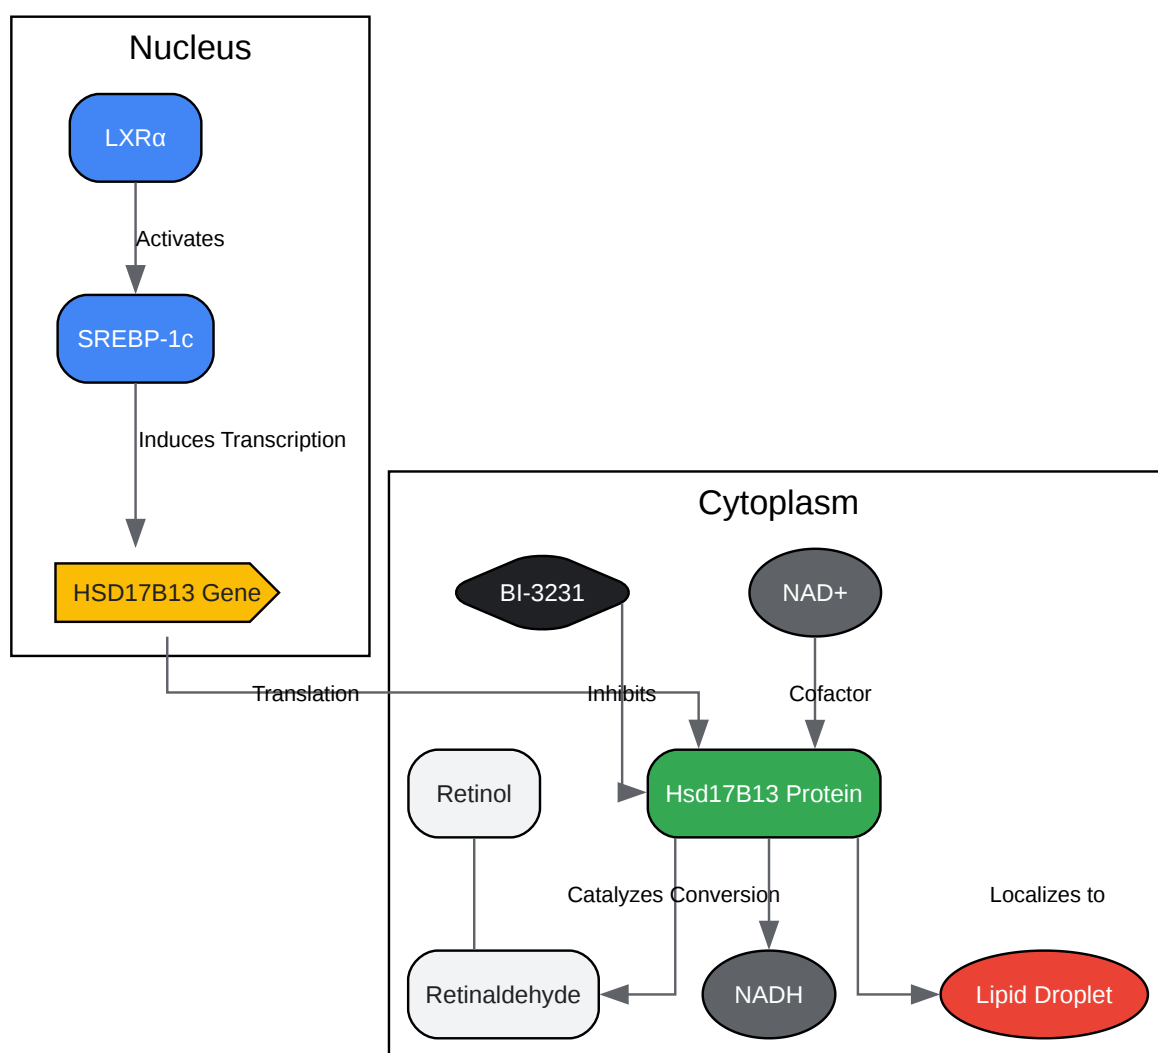 Nucleus
LXRα
Activates
SREBP-1c
Induces Transcription
HSD17B13 Gene
Cytoplasm
BI-3231
NAD+
Translation
Inhibits
Cofactor
Retinol
Hsd17B13 Protein
Catalyzes Conversion
Localizes to
Retinaldehyde
NADH
Lipid Droplet